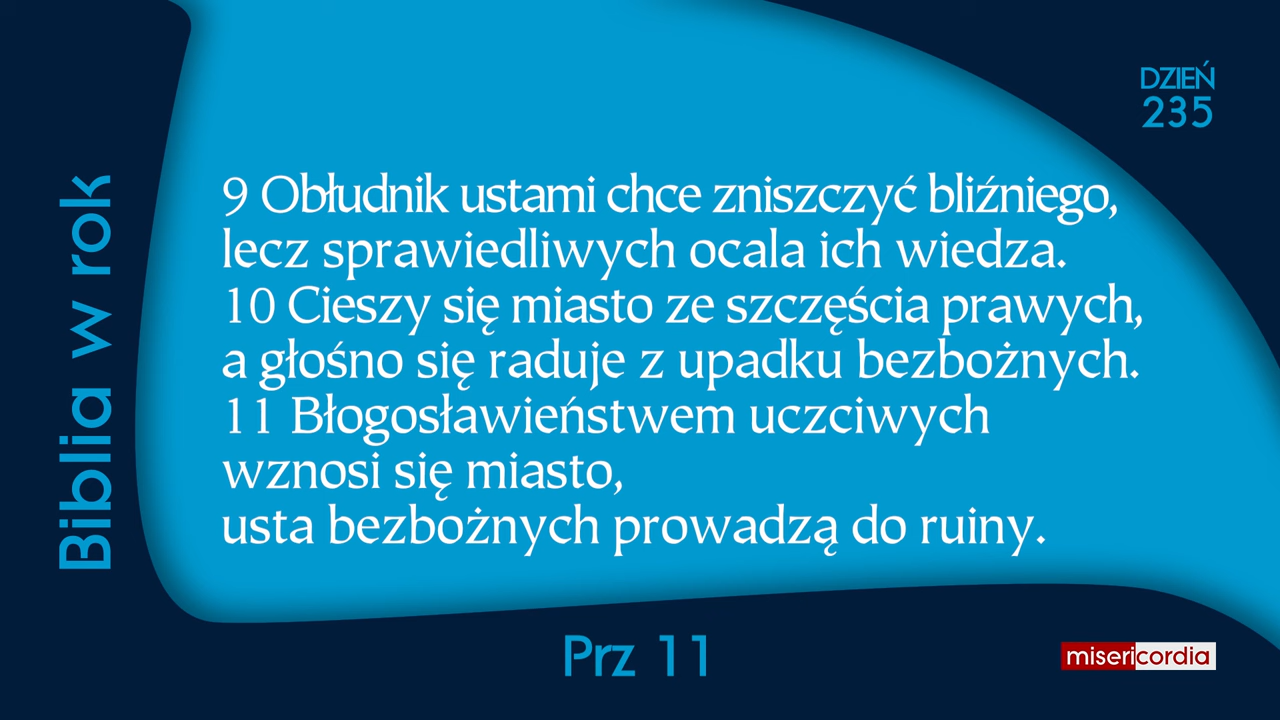 DZIEŃ
235
Biblia w rok
9 Obłudnik ustami chce zniszczyć bliźniego,
lecz sprawiedliwych ocala ich wiedza.
10 Cieszy się miasto ze szczęścia prawych,
a głośno się raduje z upadku bezbożnych.
11 Błogosławieństwem uczciwych
wznosi się miasto,
usta bezbożnych prowadzą do ruiny.
Prz 11
misericordia